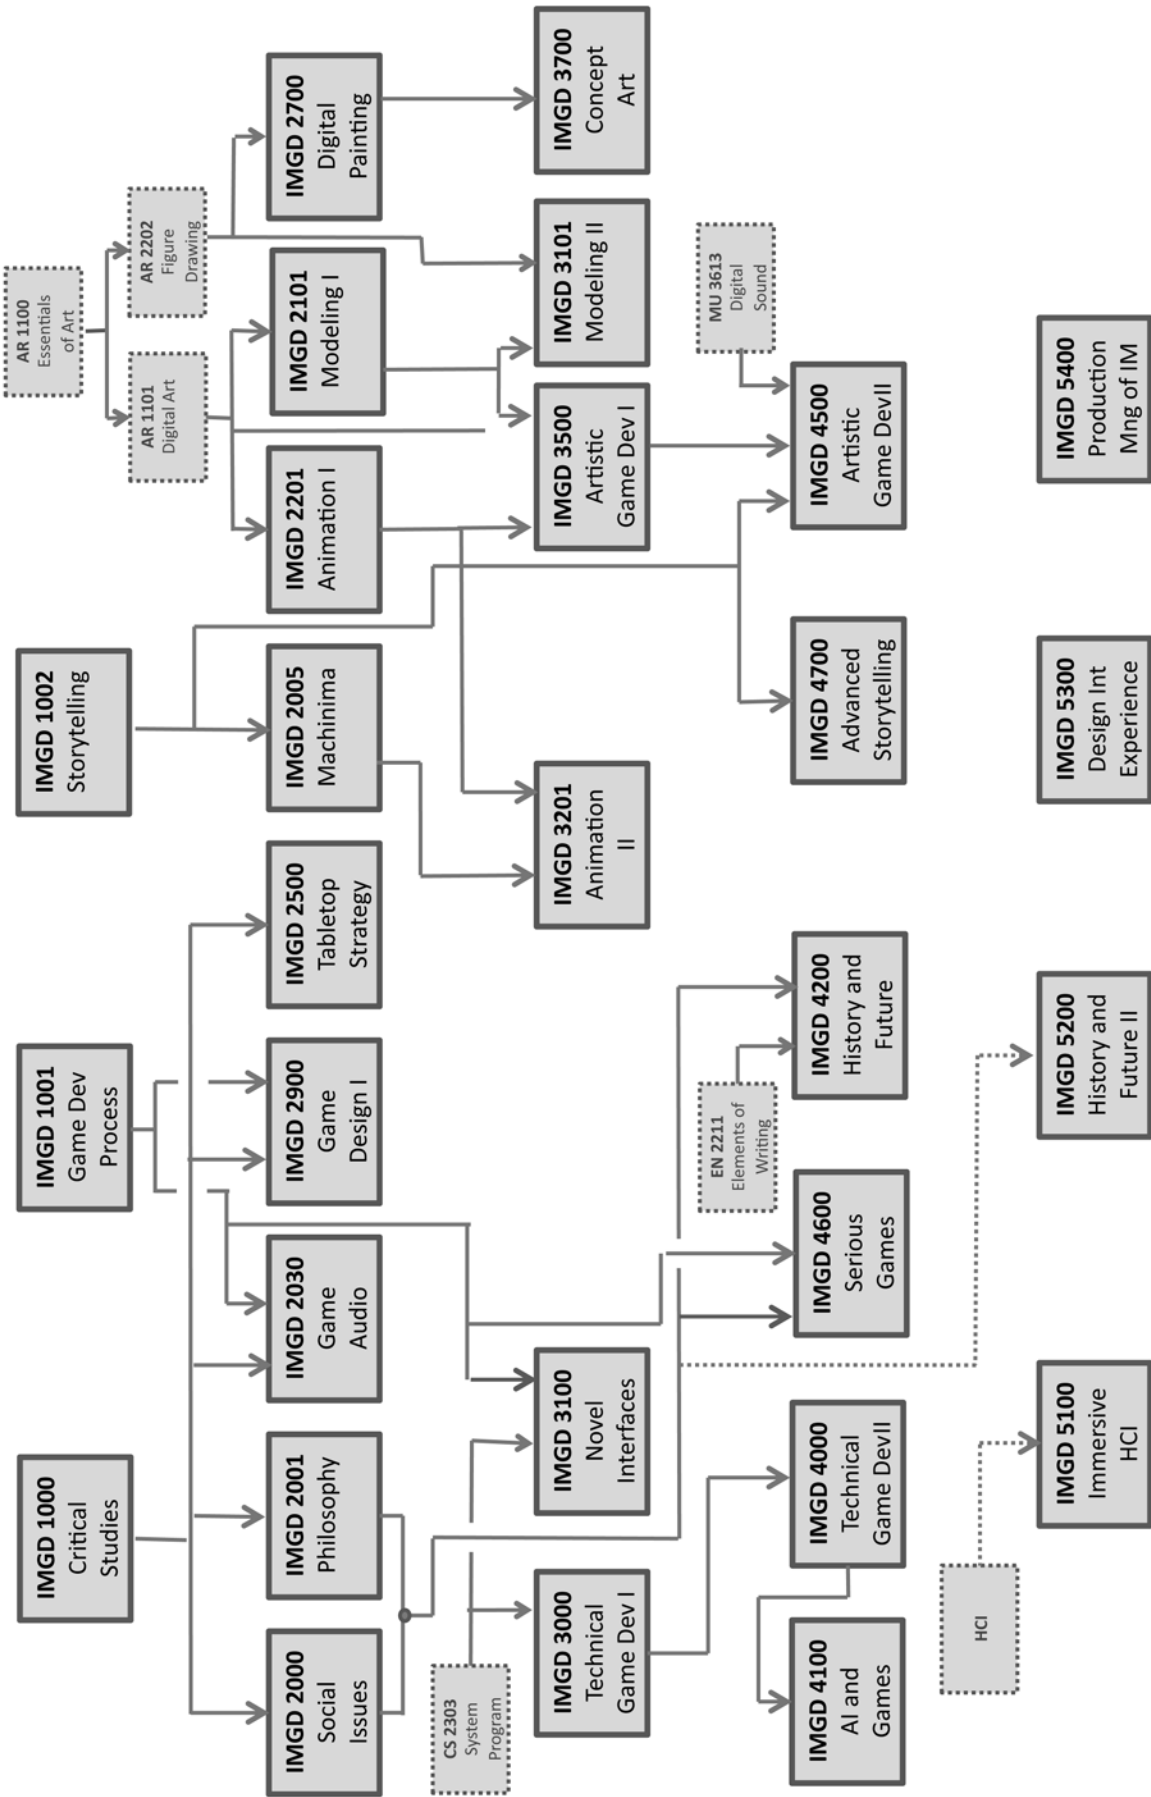 IMGD 1000
Critical
Studies
IMGD 1001
Game Dev
Process
IMGD 1002
Storytelling
AR 1100
Essentials
of Art
AR 1101
Digital Art
AR 2202
Figure
Drawing
IMGD 2000
Social
Issues
IMGD 2001
Philosophy
IMGD 2030
Game
Audio
IMGD 2900
Game
Design I
IMGD 2500
Tabletop
Strategy
IMGD 2005
Machinima
IMGD 2201
Animation I
IMGD 2101
Modeling I
IMGD 2700
Digital
Painting
CS 2303
System
Program
IMGD 3000
Technical
Game Dev I
IMGD 3100
Novel
Interfaces
IMGD 3201
Animation
II
IMGD 3500
Artistic
Game Dev I
IMGD 3101
Modeling II
IMGD 3700
Concept
Art
EN 2211
Elements of
Writing
MU 3613
Digital
Sound
IMGD 4100
AI and
Games
IMGD 4000
Technical
Game DevII
IMGD 4600
Serious
Games
IMGD 4200
History and
Future
IMGD 4700
Advanced
Storytelling
IMGD 4500
Artistic
Game DevII
HCI
IMGD 5100
Immersive
HCI
IMGD 5200
History and
Future II
IMGD 5300
Design Int
Experience
IMGD 5400
Production
Mng of IM